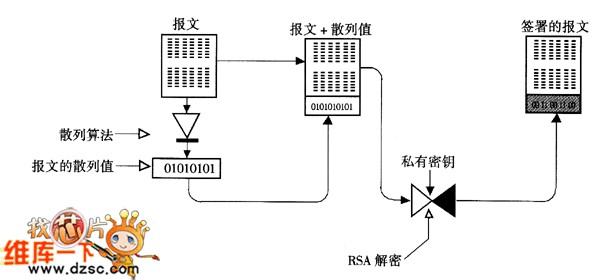 报文
报文 + 散列值
签署的报文
0101010101
散列算法
报文的散列值
01010101
私有密钥
RSA 解密
找芯片
维库一下
www.dzsc.com